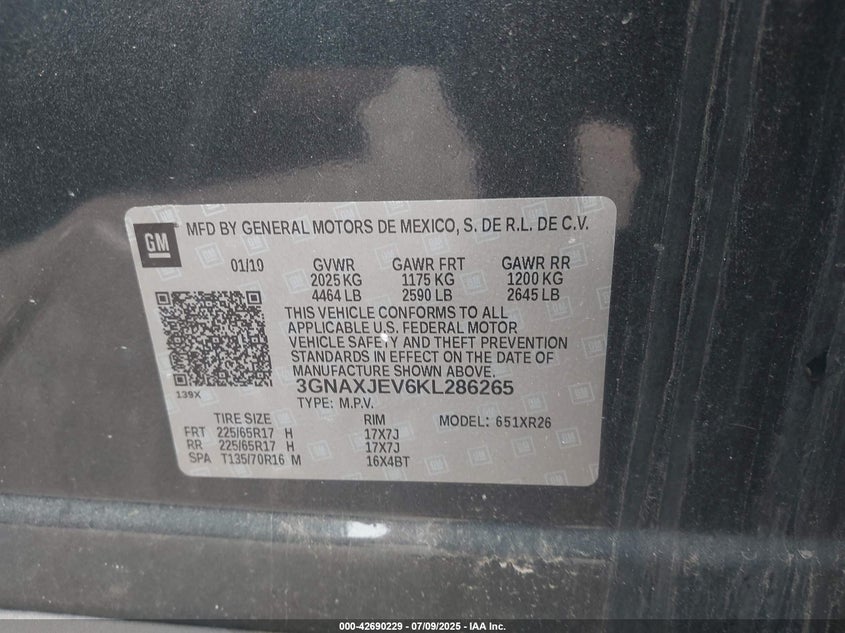 GM MFD BY GENERAL MOTORS DE MEXICO, S. DE R.L. DE C.V.
01/10 GVWR GAWR FRT GAWR RR
2025 KG 1175 KG 1200 KG
4464 LB 2590 LB 2645 LB
THIS VEHICLE CONFORMS TO ALL
APPLICABLE U.S. FEDERAL MOTOR
VEHICLE SAFETY AND THEFT PREVENTION
STANDARDS IN EFFECT ON THE DATE OF
MANUFACTURE SHOWN ABOVE.
3GNAXJEV6KL286265
139X
TYPE: M.P.V.
TIRE SIZE RIM MODEL: 651XR26
FRT 225/65R17 H 17X7J
RR 225/65R17 H 17X7J
SPA T135/70R16 M 16X4BT
000-42690229 - 07/09/2025 - IAA Inc.